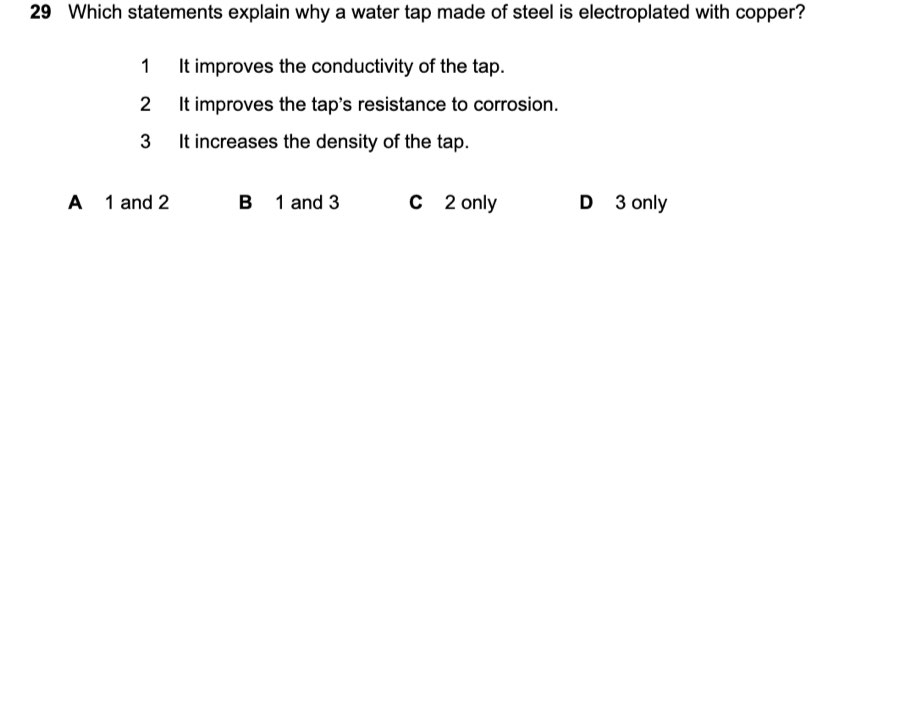 29 Which statements explain why a water tap made of steel is electroplated with copper?
1 It improves the conductivity of the tap.
2 It improves the tap’s resistance to corrosion.
3 It increases the density of the tap.
A 1 and 2 B 1 and 3 C 2 only D 3 only